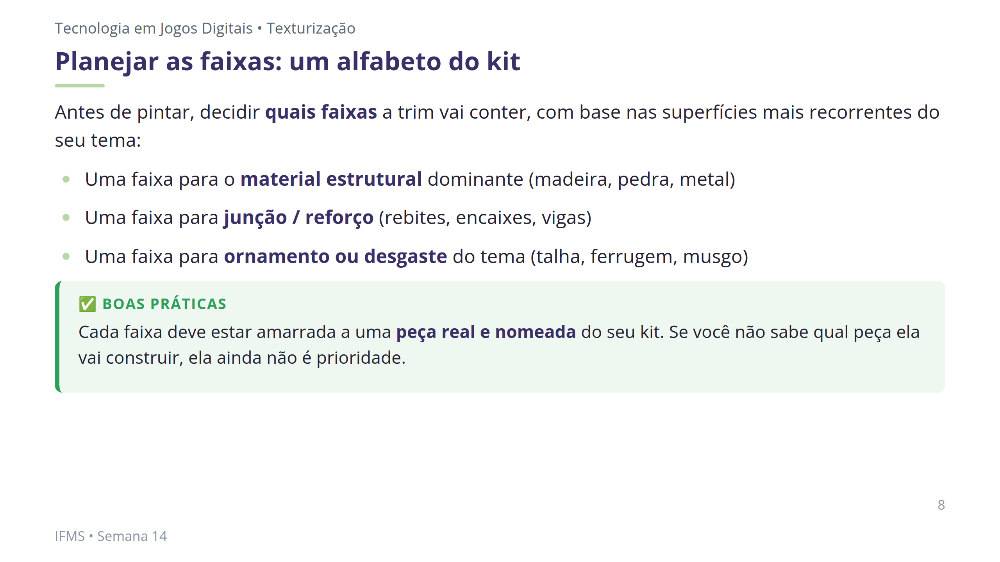 Tecnologia em Jogos Digitais • Texturização
Planejar as faixas: um alfabeto do kit
Antes de pintar, decidir quais faixas a trim vai conter, com base nas superfícies mais recorrentes do
seu tema:
• Uma faixa para o material estrutural dominante (madeira, pedra, metal)
• Uma faixa para junção / reforço (rebites, encaixes, vigas)
• Uma faixa para ornamento ou desgaste do tema (talha, ferrugem, musgo)
✅ BOAS PRÁTICAS
Cada faixa deve estar amarrada a uma peça real e nomeada do seu kit. Se você não sabe qual peça ela
vai construir, ela ainda não é prioridade.
8
IFMS • Semana 14